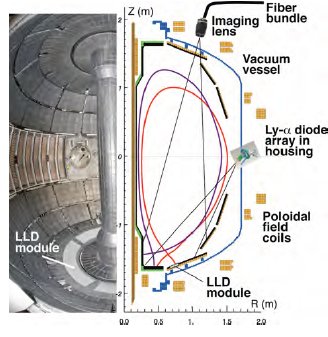 Z (m)
Fiber
bundle
Imaging
lens
2
Vacuum
vessel
1
Ly-α diode
array in
housing
0
Poloidal
field
coils
-1
LLD
module
LLD
module
-2
R (m)
0.0 0.5 1.0 1.5 2.0